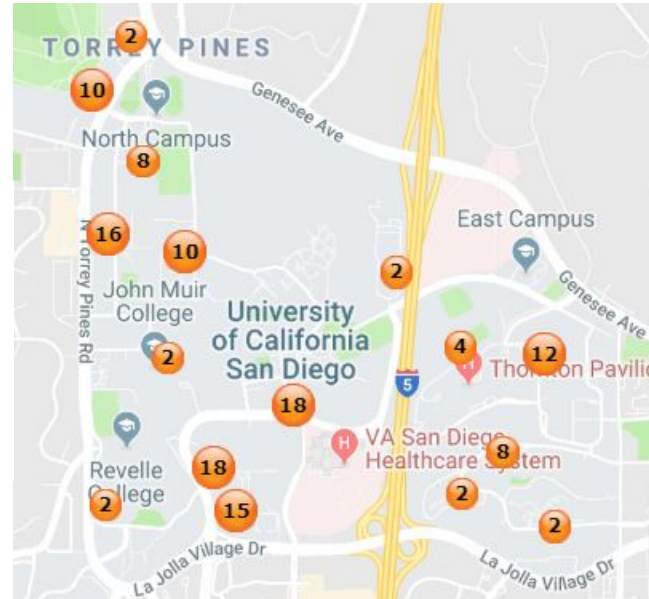 2
TORREY PINES
10
Genesee Ave
North Campus
8
East Campus
16
10
N Torrey Pines Rd
2
Genesee Ave
John Muir
College
University
of California
San Diego
2
4
12
H Thornton Pavilic
5
18
H VA San Diego
Healthcare System
8
Revelle
College
18
2
2
15
2
La Jolla Village Dr
La Jolla Village Dr